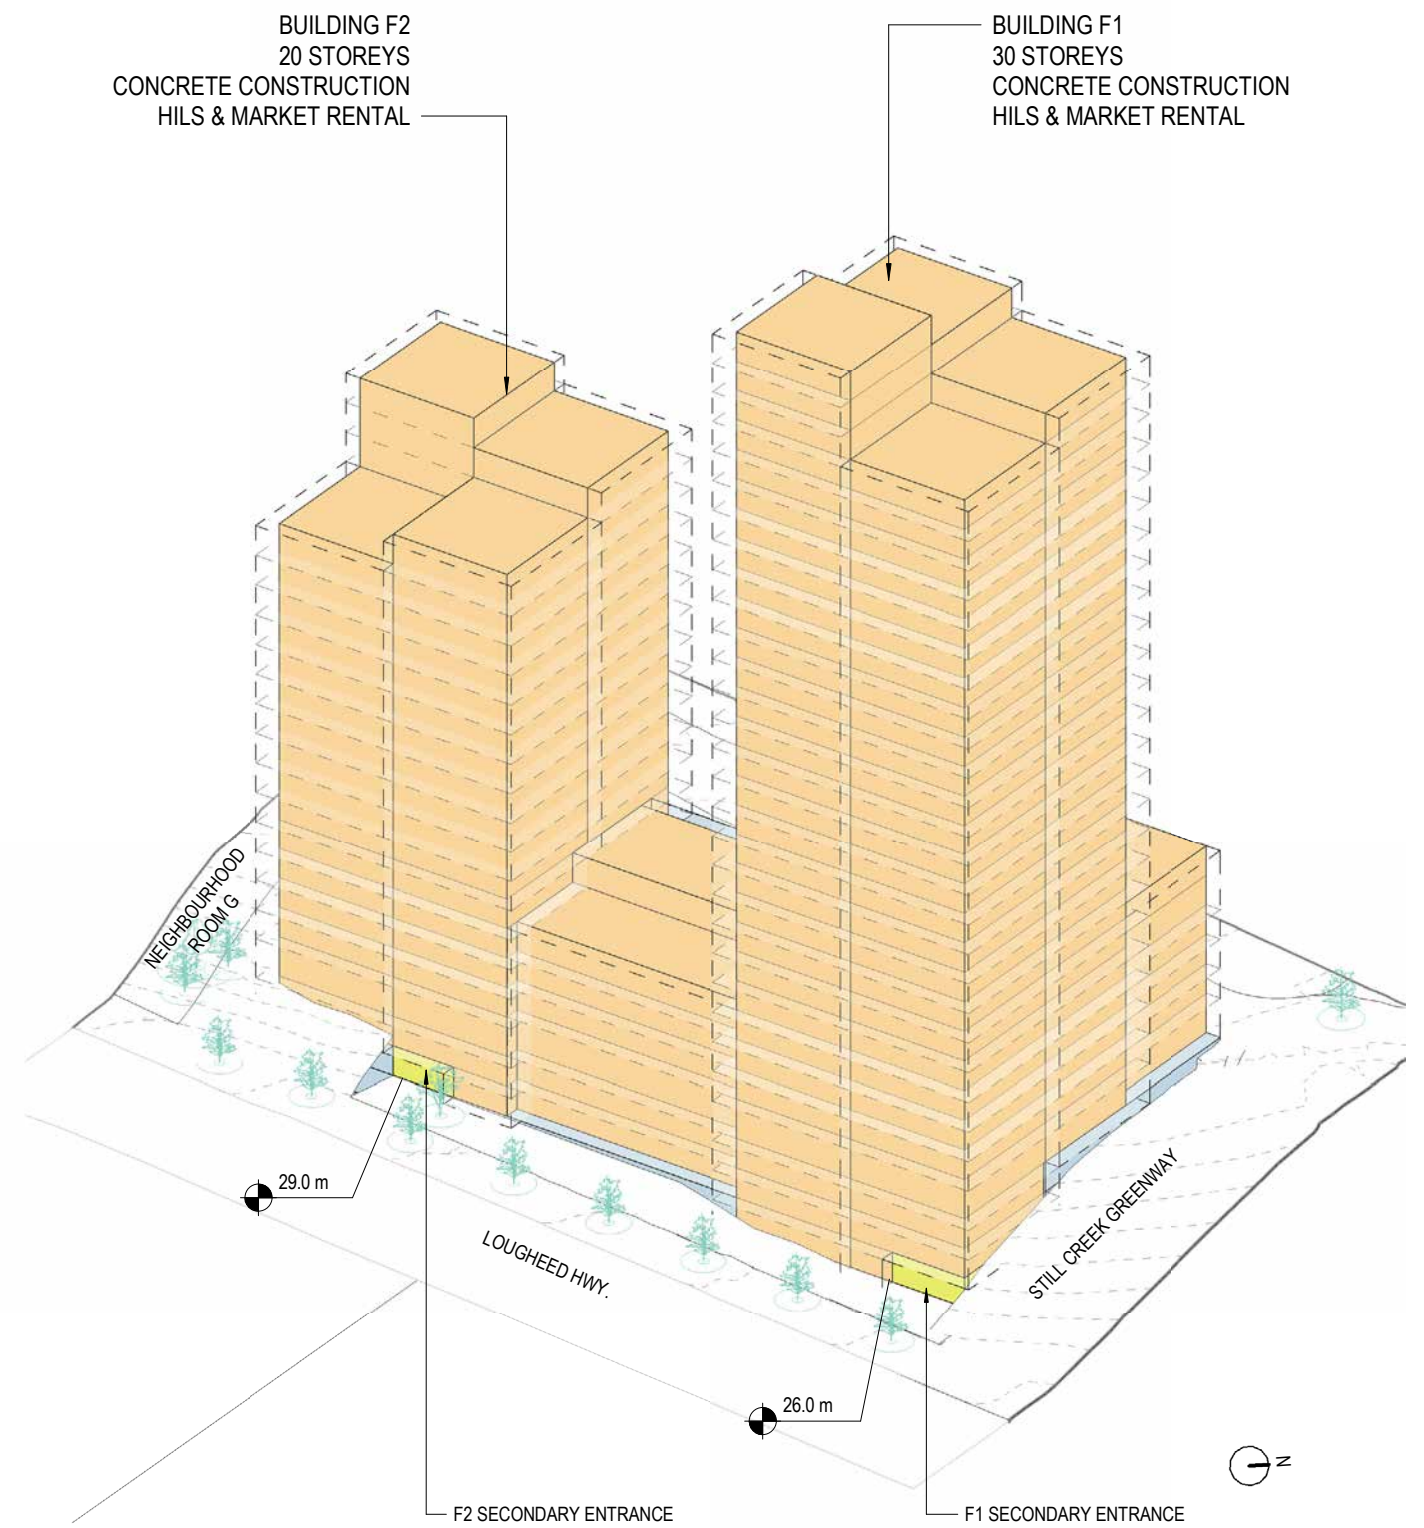 BUILDING F2
20 STOREYS
CONCRETE CONSTRUCTION
HILS & MARKET RENTAL
BUILDING F1
30 STOREYS
CONCRETE CONSTRUCTION
HILS & MARKET RENTAL
NEIGHBOURHOOD
ROOM G
29.0 m
LOUGHEED HWY.
STILL CREEK GREENWAY
26.0 m
N
F2 SECONDARY ENTRANCE
F1 SECONDARY ENTRANCE